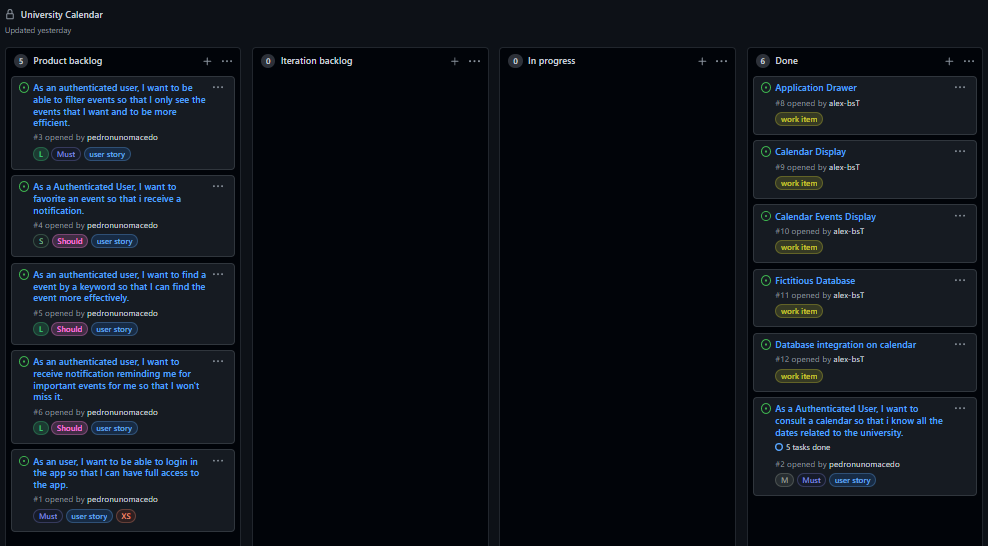 University Calendar
Updated yesterday
5 Product backlog
As an authenticated user, I want to be
able to filter events so that I only see the
events that I want and to be more
efficient.
#3 opened by pedronunomacedo
L Must user story
As a Authenticated User, I want to
favorite an event so that i receive a
notification.
#4 opened by pedronunomacedo
S Should user story
As an authenticated user, I want to find a
event by a keyword so that I can find the
event more effectively.
#5 opened by pedronunomacedo
L Should user story
As an authenticated user, I want to
receive notification reminding me for
important events for me so that I won't
miss it.
#6 opened by pedronunomacedo
L Should user story
As an user, I want to be able to login in
the app so that I can have full access to
the app.
#1 opened by pedronunomacedo
Must user story XS
0 Iteration backlog
0 In progress
6 Done
Application Drawer
#8 opened by alex-bsT
work item
Calendar Display
#9 opened by alex-bsT
work item
Calendar Events Display
#10 opened by alex-bsT
work item
Fictitious Database
#11 opened by alex-bsT
work item
Database integration on calendar
#12 opened by alex-bsT
work item
As a Authenticated User, I want to
consult a calendar so that i know all the
dates related to the university.
5 tasks done
#2 opened by pedronunomacedo
M Must user story